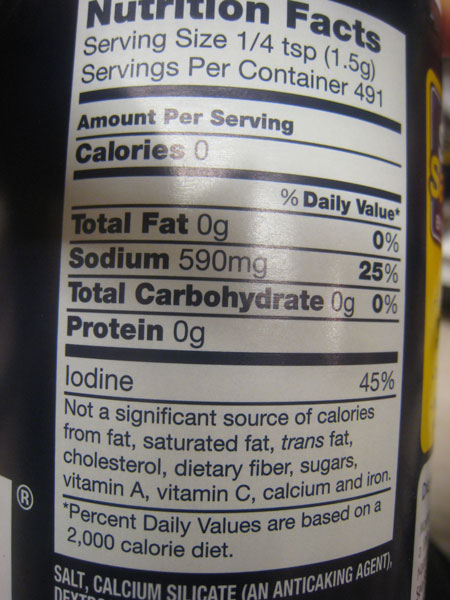 Nutrition Facts
Serving Size 1/4 tsp (1.5g)
Servings Per Container 491
Amount Per Serving
Calories 0
% Daily Value*
Total Fat 0g 0%
Sodium 590mg 25%
Total Carbohydrate 0g 0%
Protein 0g
Iodine 45%
Not a significant source of calories
from fat, saturated fat, trans fat,
cholesterol, dietary fiber, sugars,
vitamin A, vitamin C, calcium and iron.
*Percent Daily Values are based on a
2,000 calorie diet.
®
SALT, CALCIUM SILICATE (AN ANTICAKING AGENT),